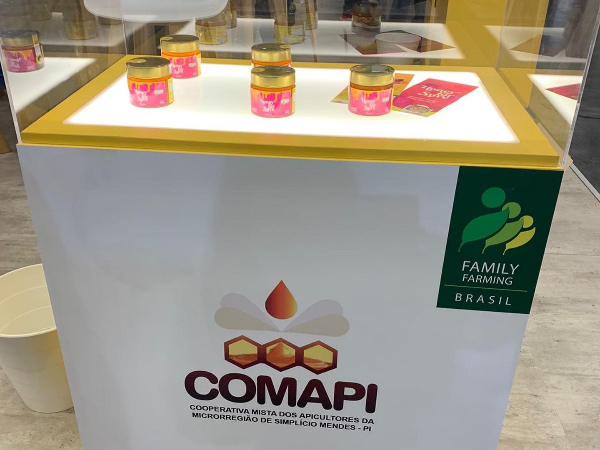 FAMILY
FARMING
BRASIL
COMAPI
COOPERATIVA MISTA DOS APICULTORES DA
MICRORREGIÃO DE SIMPLÍCIO MENDES - PI